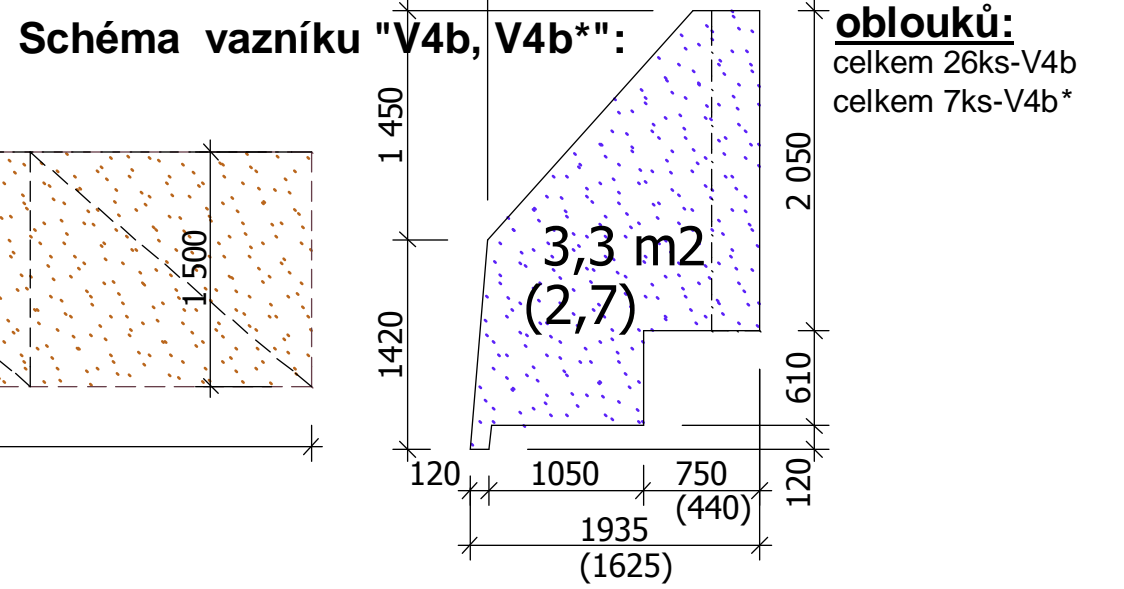 Schéma vazníku "V4b, V4b*":
oblouků:
celkem 26ks-V4b
celkem 7ks-V4b*
1 450
2 050
1 500
3,3 m2
(2,7)
1420
610
120
1050
750
120
(440)
1935
(1625)